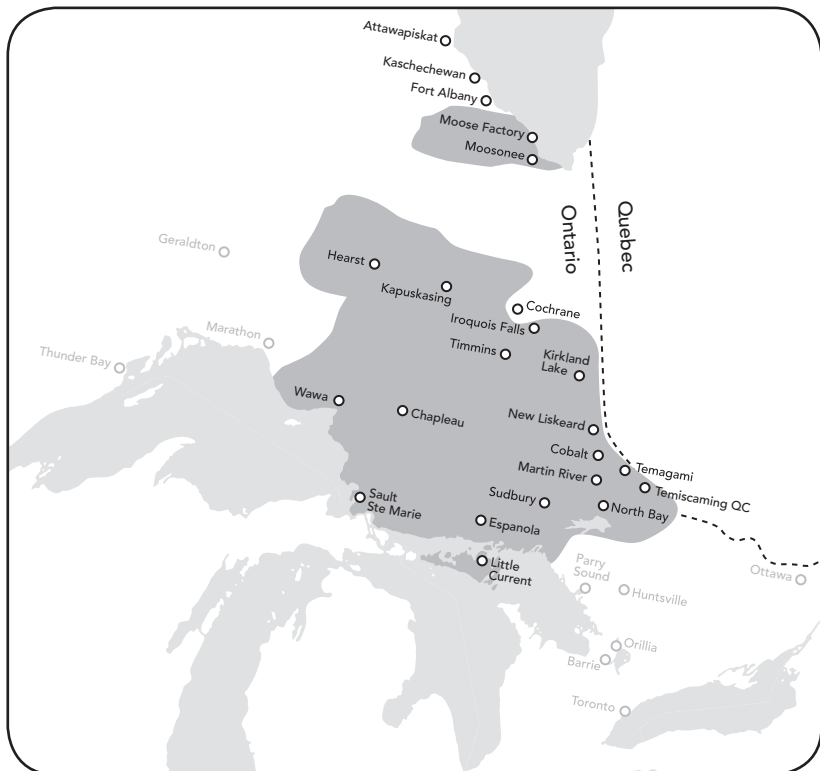 Attawapiskat
Kaschechewan
Fort Albany
Moose Factory
Moosonee
Ontario
Quebec
Geraldton
Hearst
Kapuskasing
Cochrane
Iroquois Falls
Marathon
Timmins
Kirkland
Lake
Thunder Bay
Wawa
Chapleau
New Liskeard
Cobalt
Temagami
Martin River
Temiscaming QC
Sudbury
North Bay
Sault
Ste Marie
Espanola
Little
Current
Parry
Sound
Huntsville
Ottawa
Orillia
Barrie
Toronto